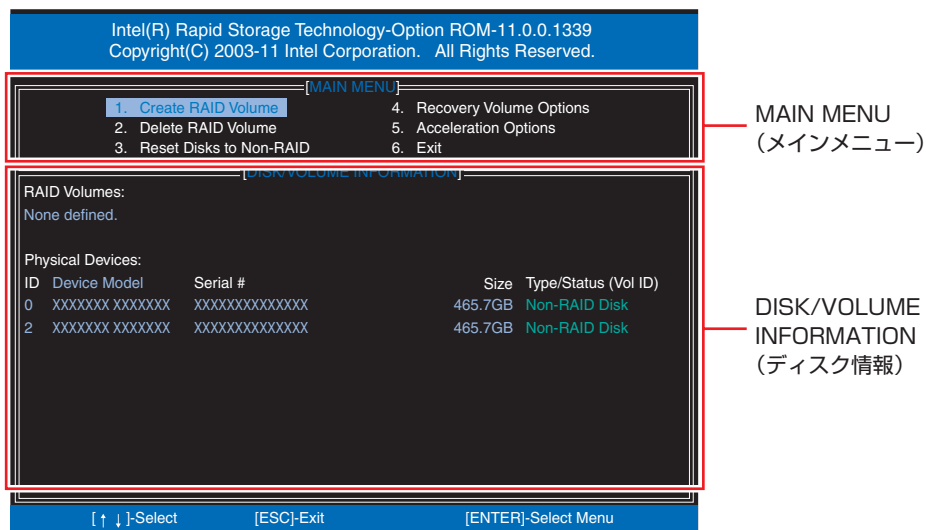 Intel(R) Rapid Storage Technology-Option ROM-11.0.0.1339
Copyright(C) 2003-11 Intel Corporation.   All Rights Reserved.
[MAIN MENU]
1.   Create RAID Volume
2.   Delete RAID Volume
3.   Reset Disks to Non-RAID
4.   Recovery Volume Options
5.   Acceleration Options
6.   Exit
MAIN MENU
（メインメニュー）
[DISK/VOLUME INFORMATION]
RAID Volumes:
None defined.
Physical Devices:
ID   Device Model   Serial #   Size   Type/Status (Vol ID)
0   XXXXXXX XXXXXXX   XXXXXXXXXXXXXX   465.7GB   Non-RAID Disk
2   XXXXXXX XXXXXXX   XXXXXXXXXXXXXX   465.7GB   Non-RAID Disk
DISK/VOLUME
INFORMATION
（ディスク情報）
[ ↑ ↓ ]-Select   [ESC]-Exit   [ENTER]-Select Menu